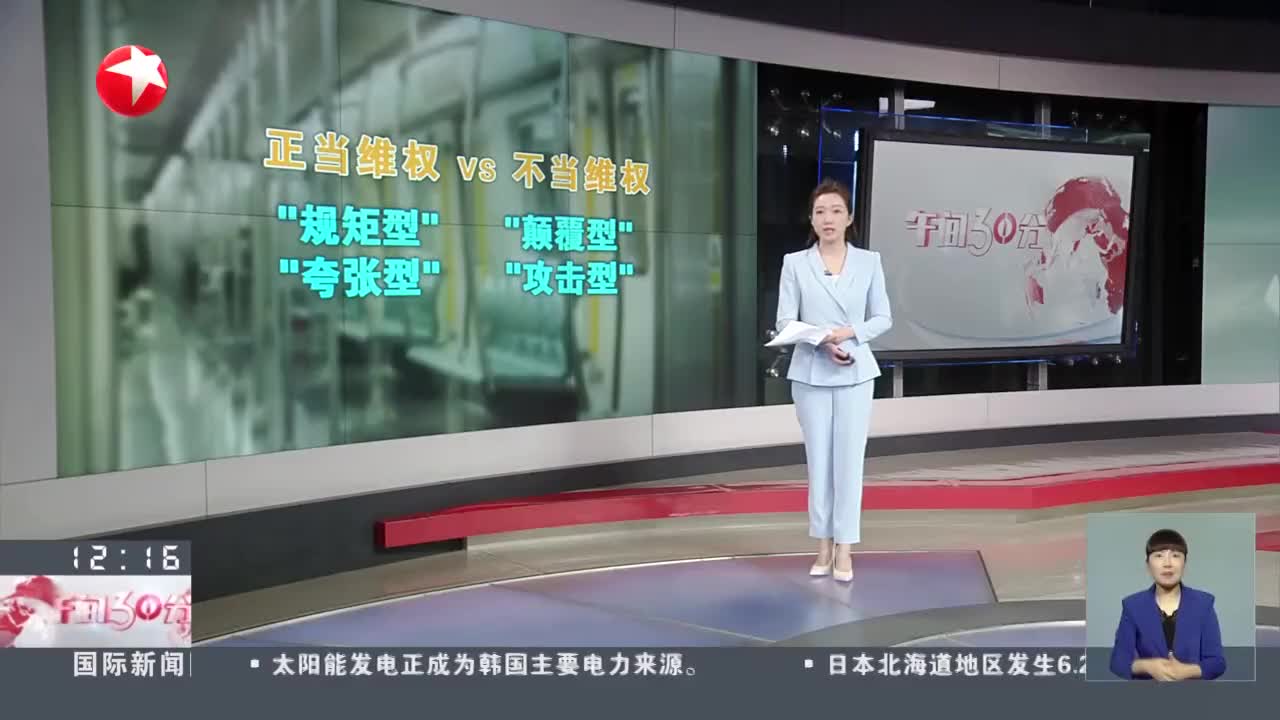 正当维权 VS 不当维权
"规矩型" "颠覆型"
"夸张型" "攻击型"
午间30分
12:16
午间30分
国际新闻
▪ 太阳能发电正成为韩国主要电力来源。 ▪ 日本北海道地区发生6.2